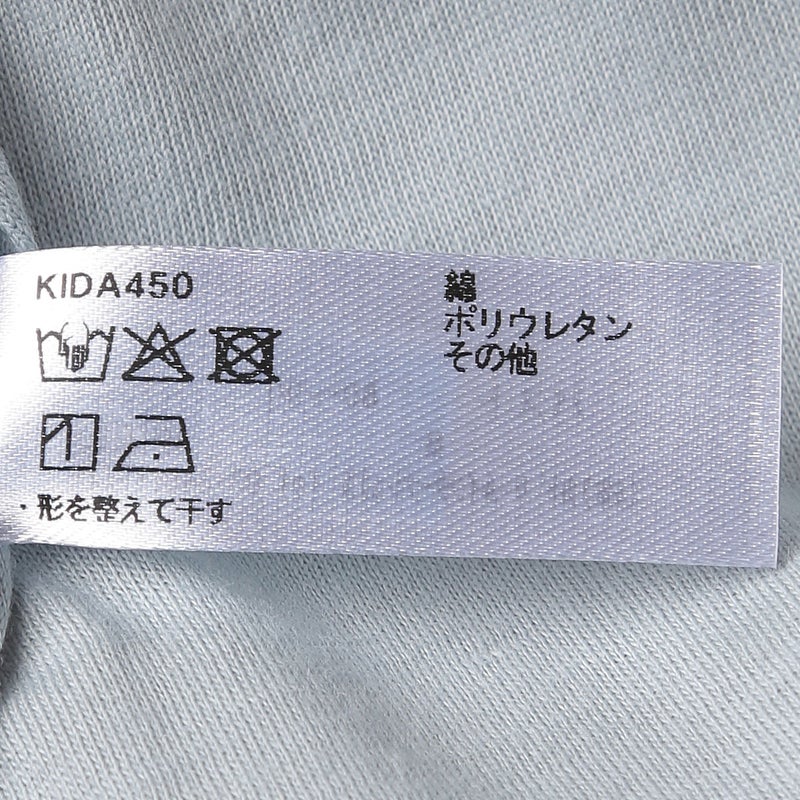 KIDA450
綿
ポリウレタン
その他
・形を整えて干す